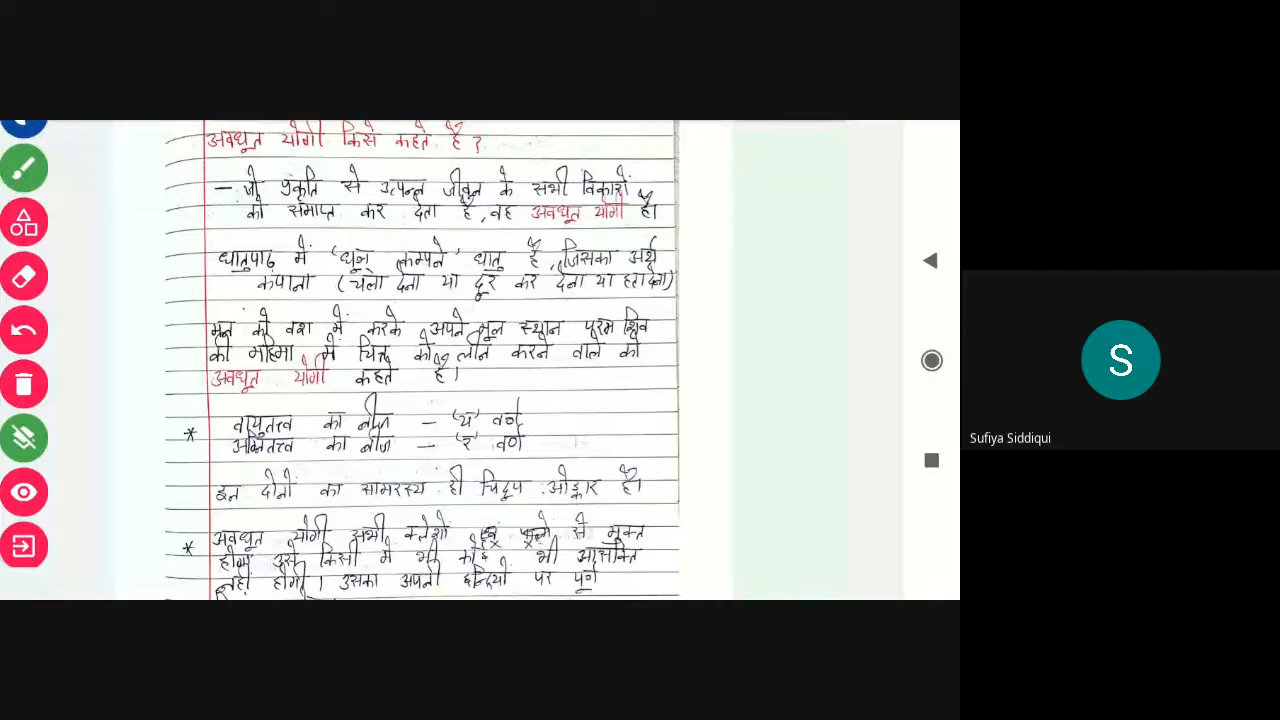 अवधूत योगी किसे कहते हैं ?
– जो प्रकृति से उत्पन्न जीवन के सभी विकारों
को समाप्त कर देता है, वह अवधूत योगी है।
धातुपाठ में 'धूञ् कम्पने' धातु है, जिसका अर्थ
कंपाना (चला देना या दूर कर देना या हटा देना)
मन को वश में करके अपने मूल स्थान परम शिव
की महिमा में चित्त को लीन करने वाले को
अवधूत योगी कहते हैं।
* वायुतत्त्व का बीज – 'य' वर्ण
अग्नितत्त्व का बीज – 'र' वर्ण
इन दोनों का सामरस्य ही चिद्रूप ओङ्कार है।
* अवधूत योगी सभी क्लेशों से मुक्त
होगा उसे किसी में भी कोई भी आसक्ति
नहीं होगी। उसका अपनी इन्द्रियों पर पूर्ण
S
Sufiya Siddiqui